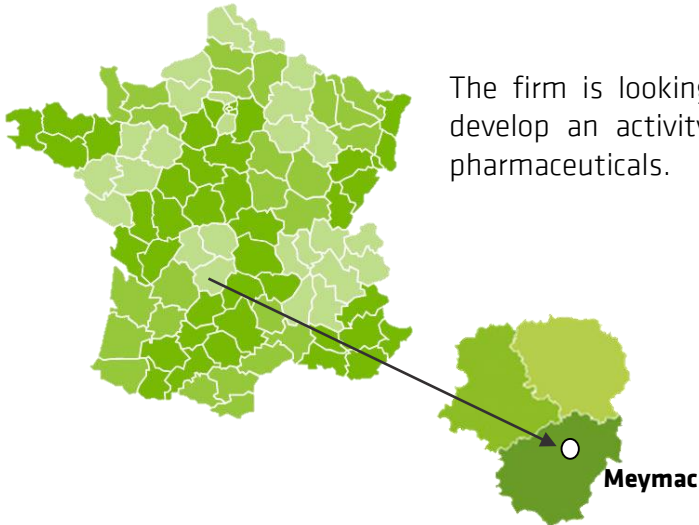 The firm is looking
develop an activity
pharmaceuticals.
Meymac